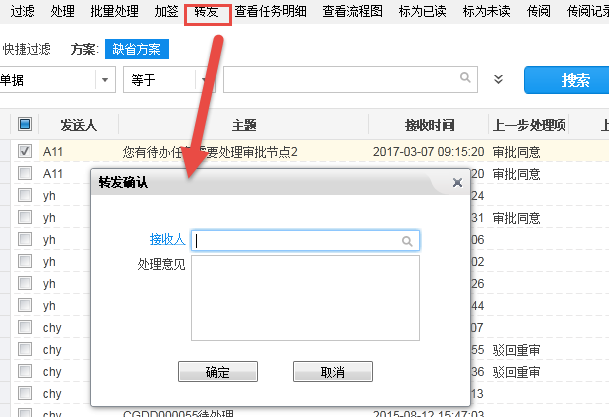 过滤 处理 批量处理 加签 转发 查看任务明细 查看流程图 标为已读 标为未读 传阅 传阅记录
快捷过滤 方案: 缺省方案
单据 等于 搜索
发送人 主题 接收时间 上一步处理项 上
A11 您有待办任 需要处理审批节点2 2017-03-07 09:15:20 审批同意
A11 20 审批同意
转发确认
yh 24
yh 31 审批同意
接收人
yh 06
处理意见
yh 02
yh 26
yh 44
chy 07
chy 55 驳回重审
chy 36 驳回重审
确定 取消
chy 13
CGDD000055待处理 2015-08-12 15:47:03